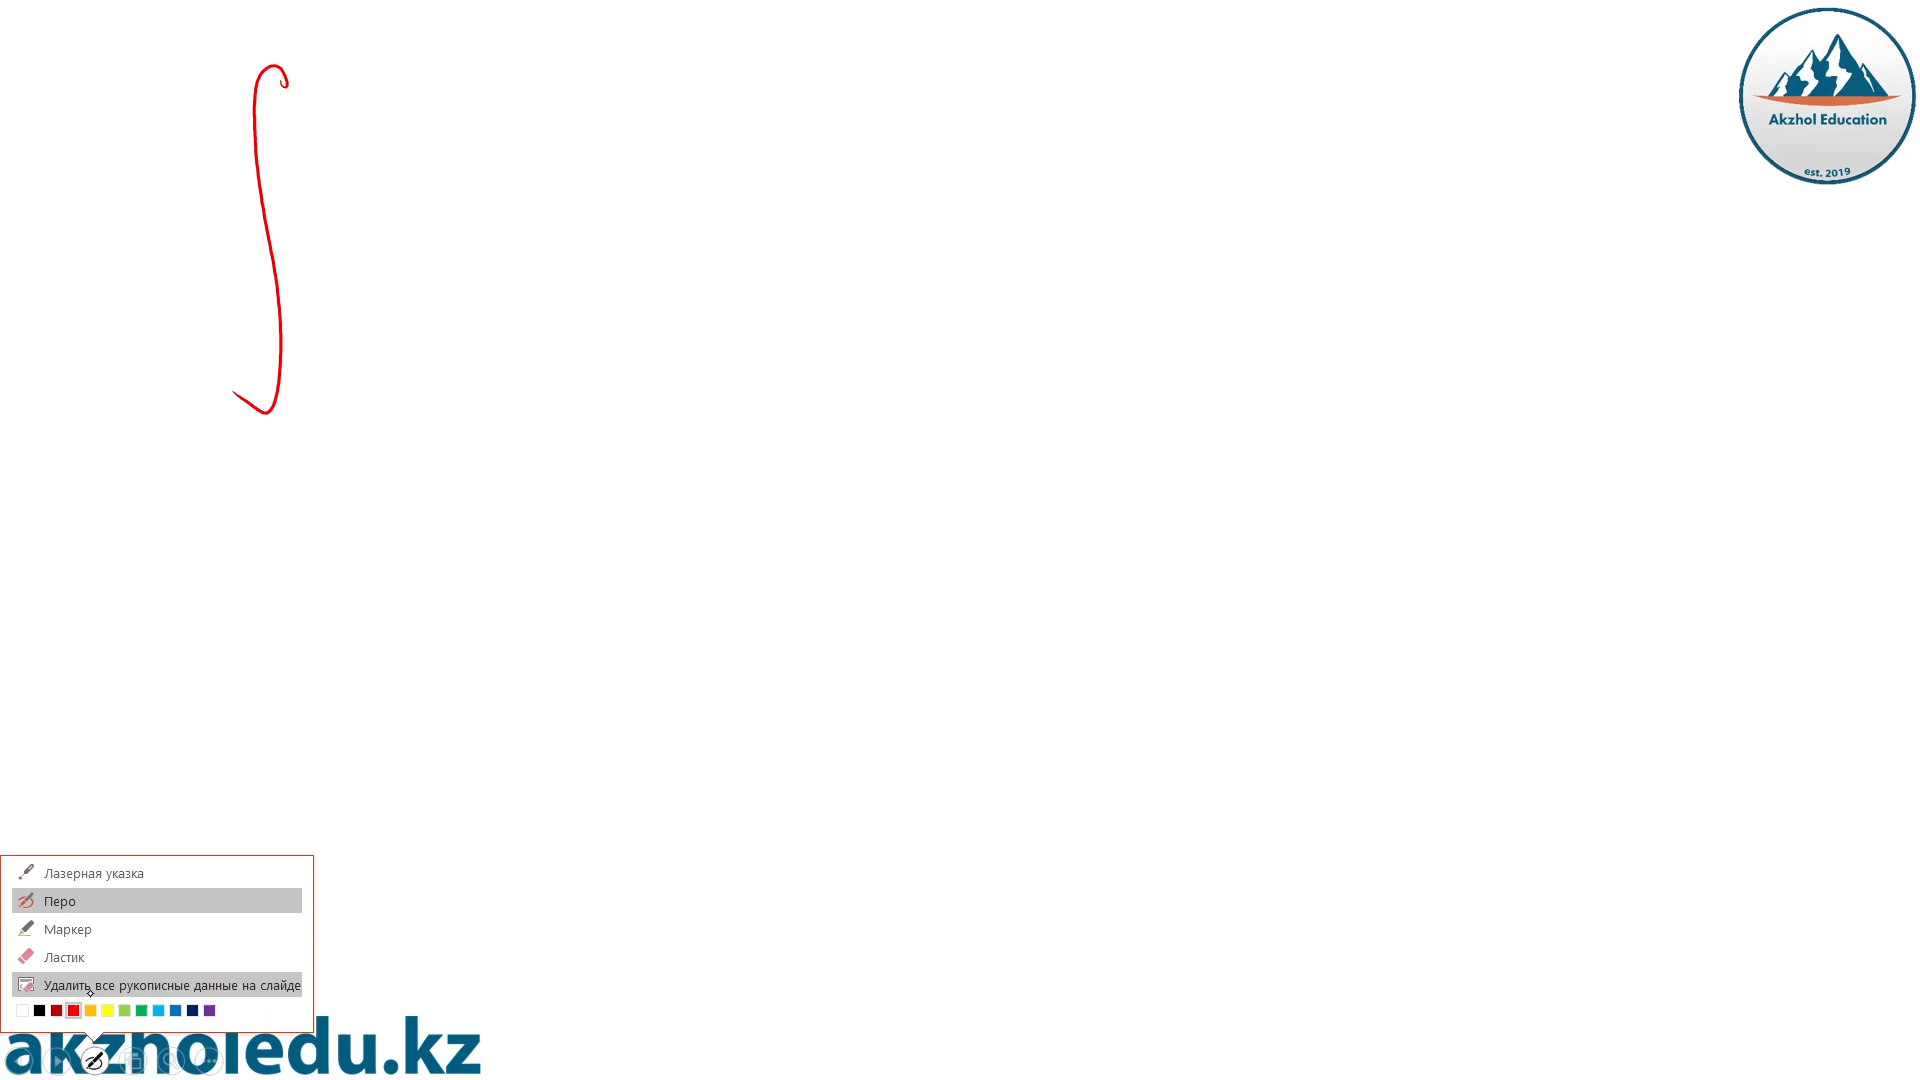 ∫
Akzhol Education
est. 2019
Лазерная указка
Перо
Маркер
Ластик
Удалить все рукописные данные на слайде
akzholedu.kz